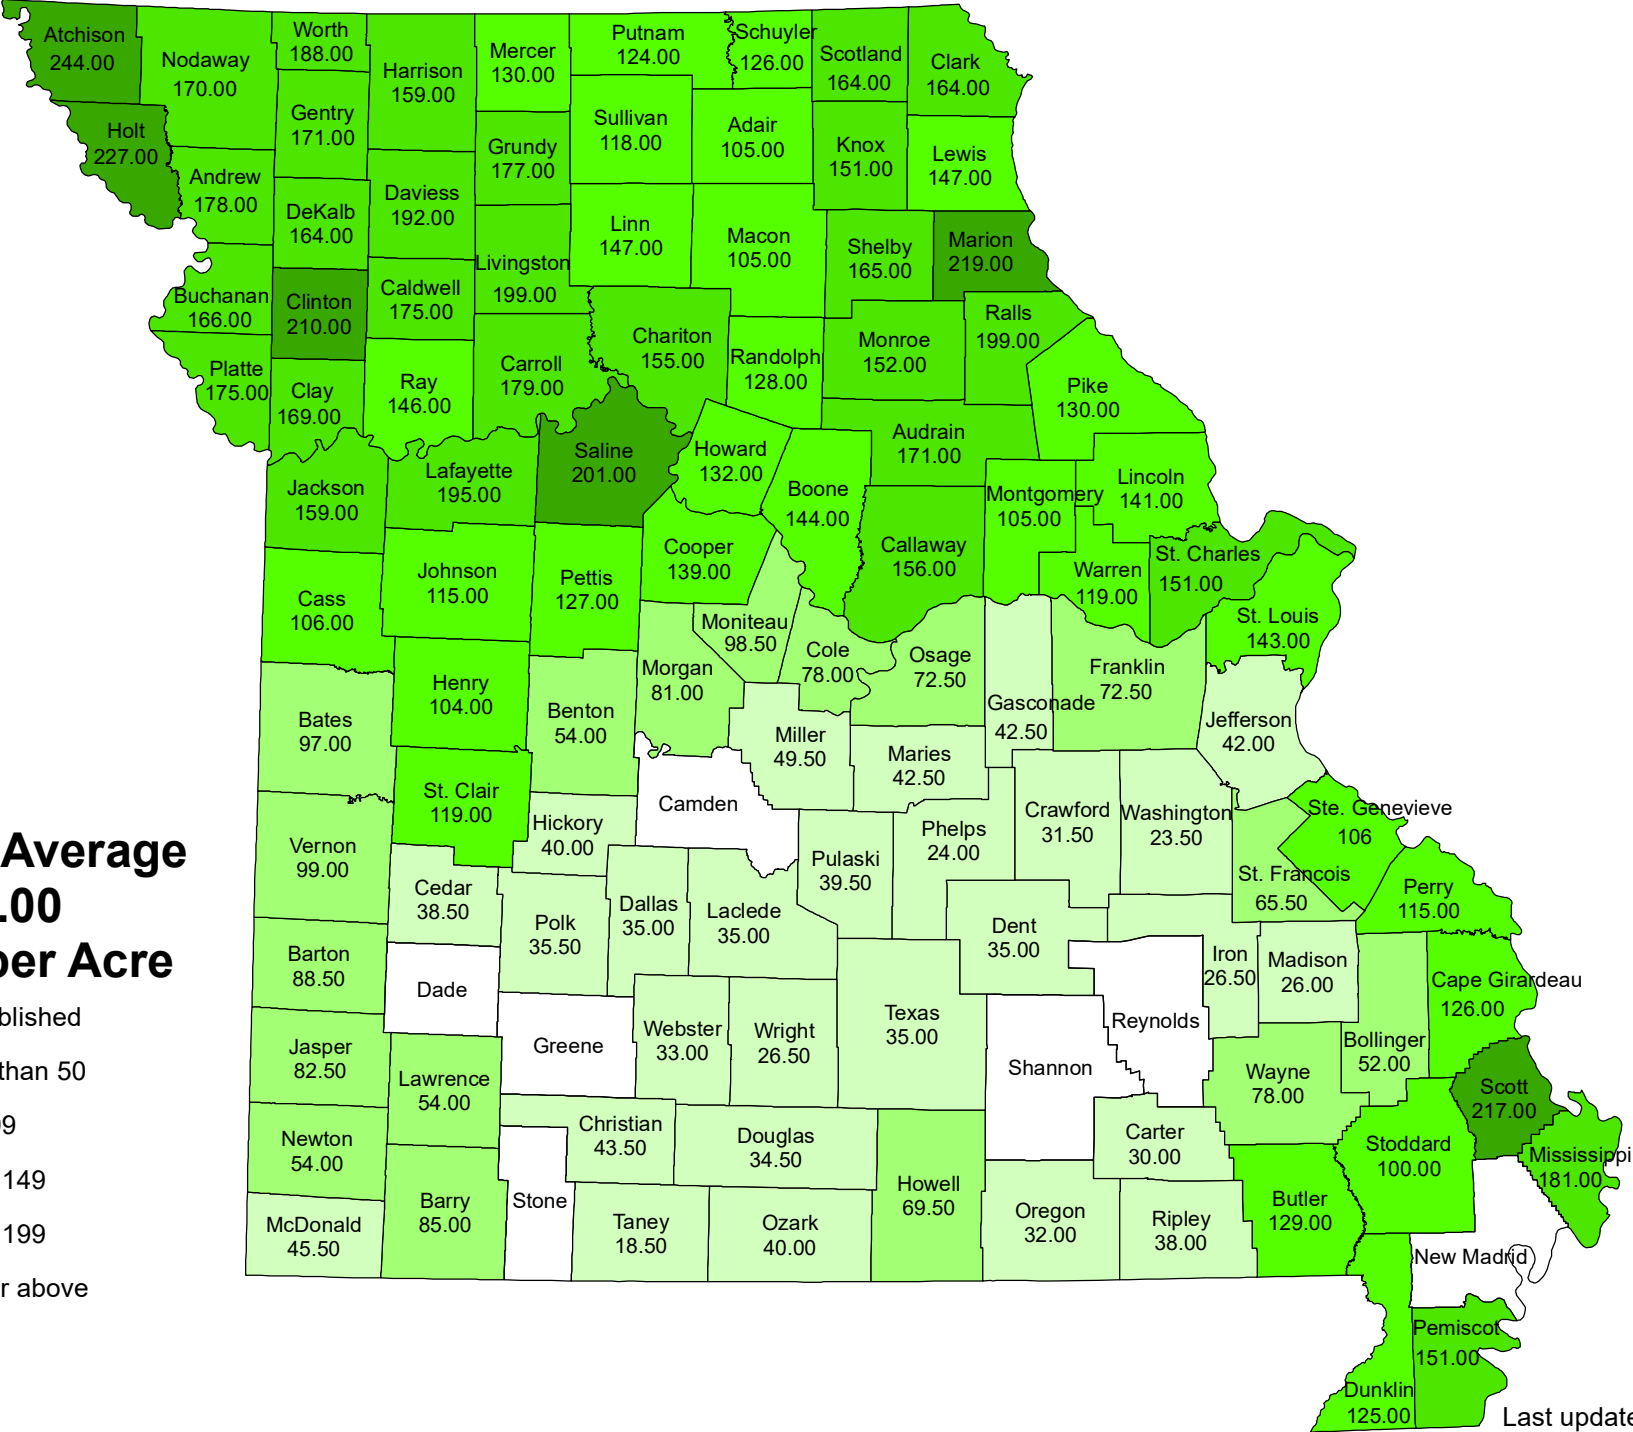 Atchison
244.00
Nodaway
170.00
Worth
188.00
Harrison
159.00
Mercer
130.00
Putnam
124.00
Schuyler
126.00
Scotland
164.00
Clark
164.00
Holt
227.00
Gentry
171.00
Grundy
177.00
Sullivan
118.00
Adair
105.00
Knox
151.00
Lewis
147.00
Andrew
178.00
DeKalb
164.00
Daviess
192.00
Livingston
199.00
Linn
147.00
Macon
105.00
Shelby
165.00
Marion
219.00
Buchanan
166.00
Clinton
210.00
Caldwell
175.00
Chariton
155.00
Randolph
128.00
Monroe
152.00
Ralls
199.00
Platte
175.00
Clay
169.00
Ray
146.00
Carroll
179.00
Pike
130.00
Saline
201.00
Howard
132.00
Audrain
171.00
Jackson
159.00
Lafayette
195.00
Boone
144.00
Montgomery
105.00
Lincoln
141.00
Callaway
156.00
Cooper
139.00
Cass
106.00
Johnson
115.00
Pettis
127.00
Warren
119.00
St. Charles
151.00
St. Louis
143.00
Moniteau
98.50
Morgan
81.00
Cole
78.00
Osage
72.50
Gasconade
42.50
Franklin
72.50
Jefferson
42.00
Bates
97.00
Henry
104.00
Benton
54.00
Miller
49.50
Maries
42.50
St. Clair
119.00
Hickory
40.00
Camden
Pulaski
39.50
Phelps
24.00
Crawford
31.50
Washington
23.50
Ste. Genevieve
106
St. Francois
65.50
Perry
115.00
Average
.00
per Acre
blished
than 50
9
149
199
r above
Vernon
99.00
Cedar
38.50
Polk
35.50
Dallas
35.00
Laclede
35.00
Dent
35.00
Iron
26.50
Madison
26.00
Cape Girardeau
126.00
Barton
88.50
Dade
Greene
Webster
33.00
Wright
26.50
Texas
35.00
Shannon
Reynolds
Wayne
78.00
Bollinger
52.00
Scott
217.00
Jasper
82.50
Lawrence
54.00
Christian
43.50
Douglas
34.50
Howell
69.50
Carter
30.00
Stoddard
100.00
Mississippi
181.00
Newton
54.00
McDonald
45.50
Barry
85.00
Stone
Taney
18.50
Ozark
40.00
Oregon
32.00
Ripley
38.00
Butler
129.00
New Madrid
Pemiscot
151.00
Dunklin
125.00
Last update